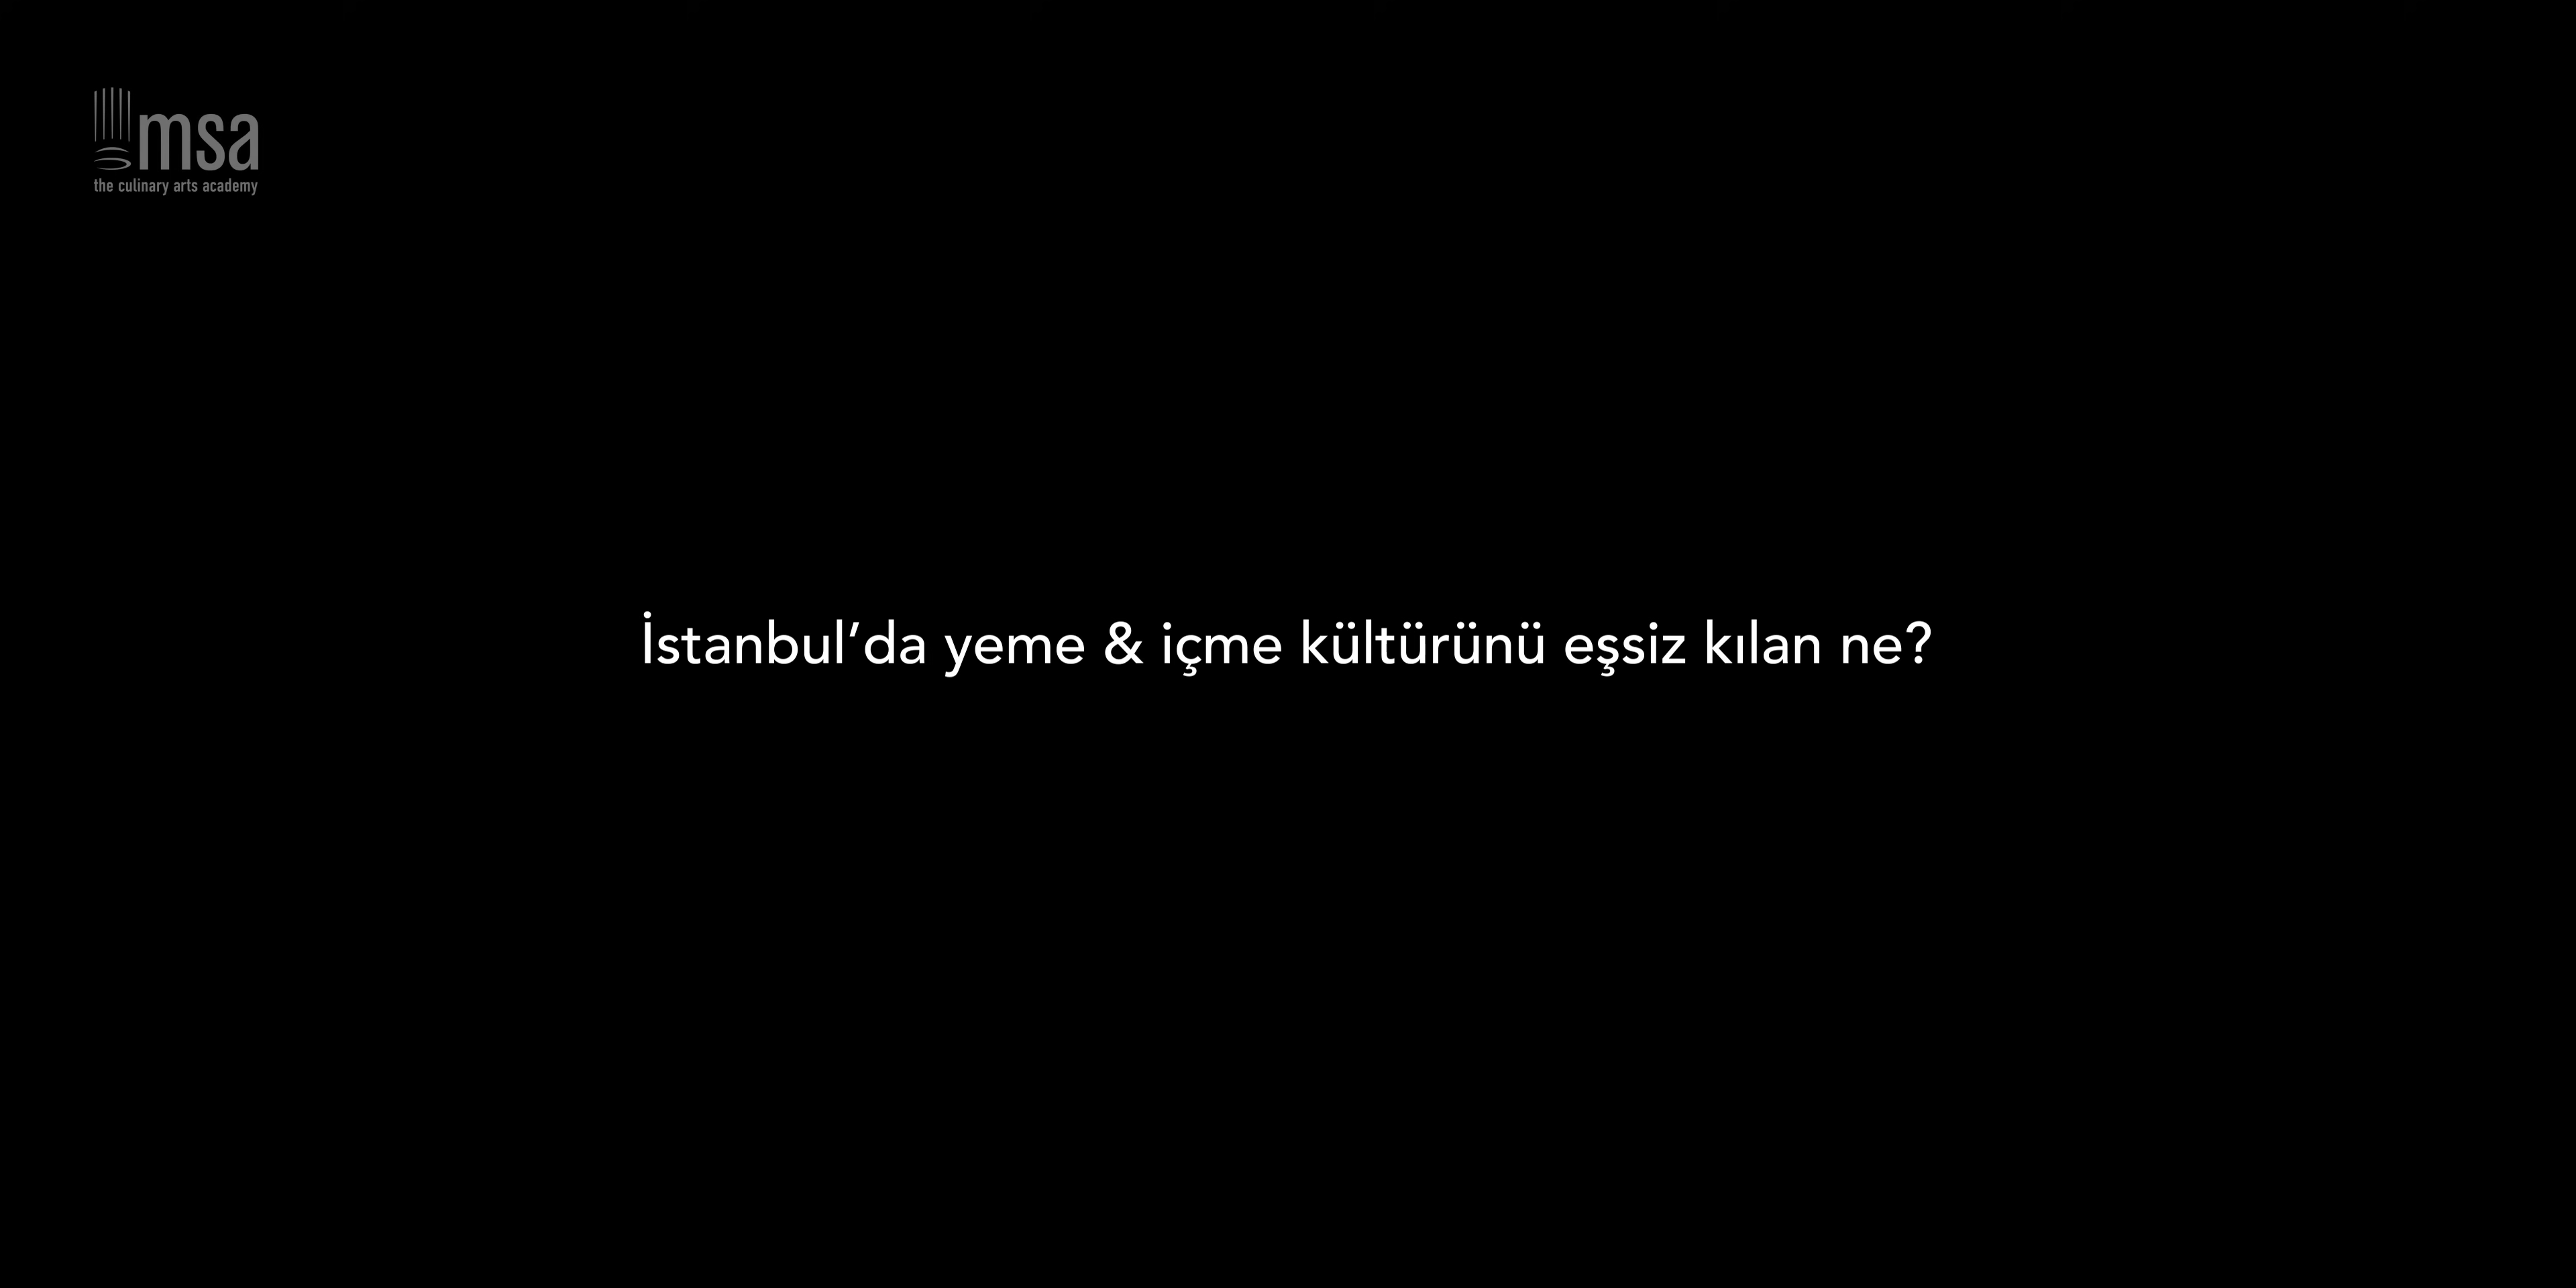 msa
the culinary arts academy
İstanbul’da yeme & içme kültürünü eşsiz kılan ne?